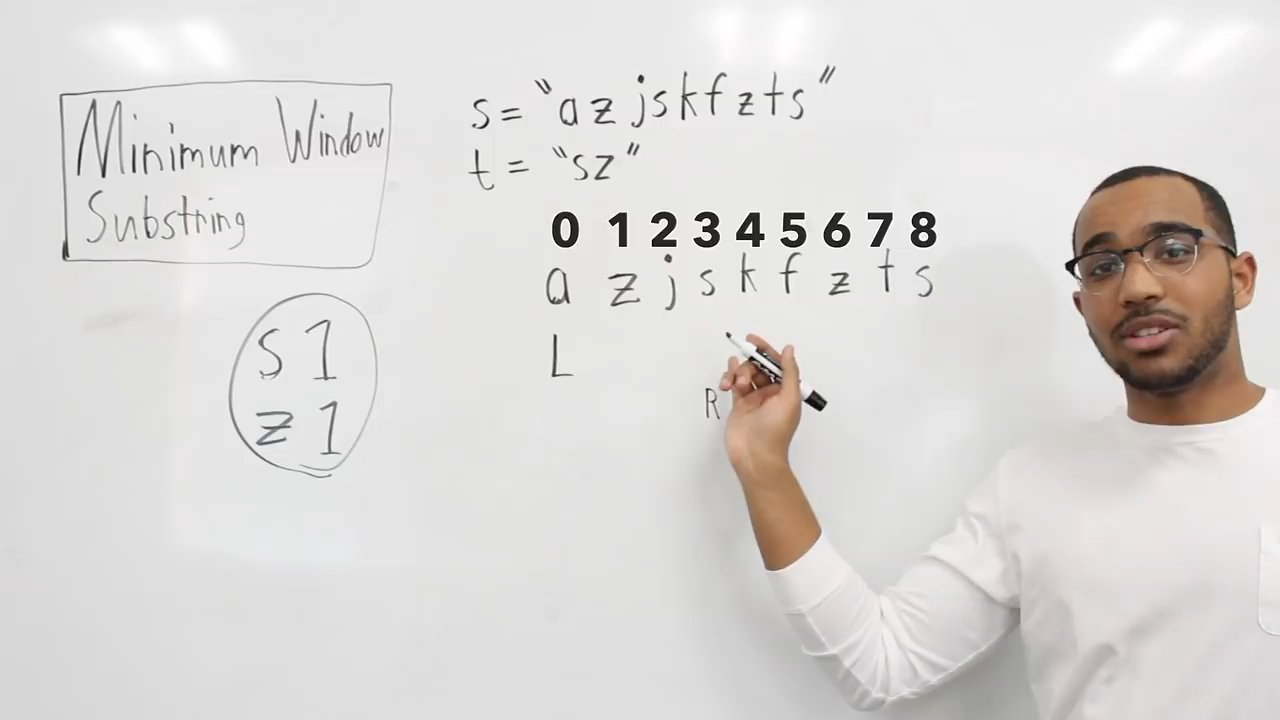 Minimum Window
Substring
s = "azjskfzts"
t = "sz"
0 1 2 3 4 5 6 7 8
a z j s k f z t s
L
R
s 1
z 1